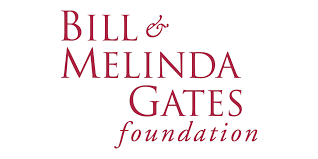 BILL &
MELINDA
GATES
foundation